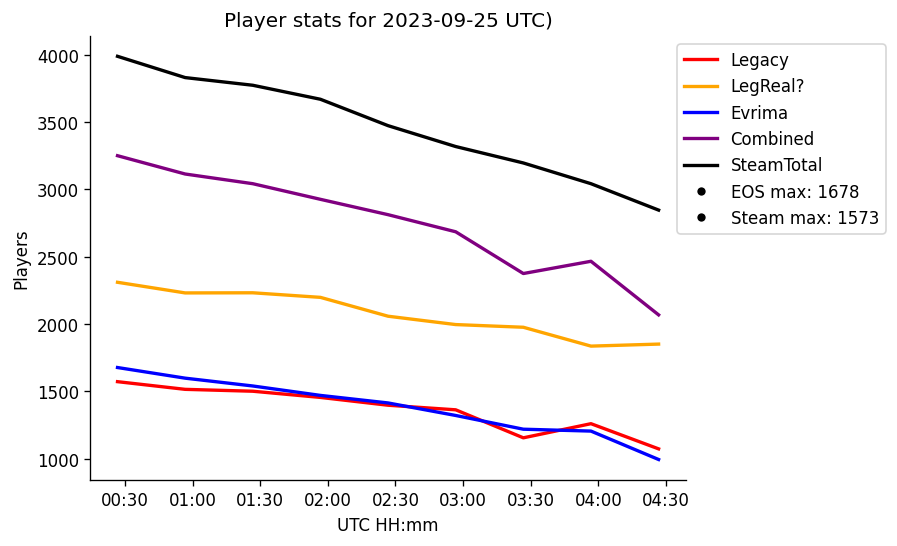 Player stats for 2023-09-25 UTC)
4000
3500
3000
2500
2000
1500
1000
Players
00:30 01:00 01:30 02:00 02:30 03:00 03:30 04:00 04:30
UTC HH:mm
Legacy
LegReal?
Evrima
Combined
SteamTotal
EOS max: 1678
Steam max: 1573